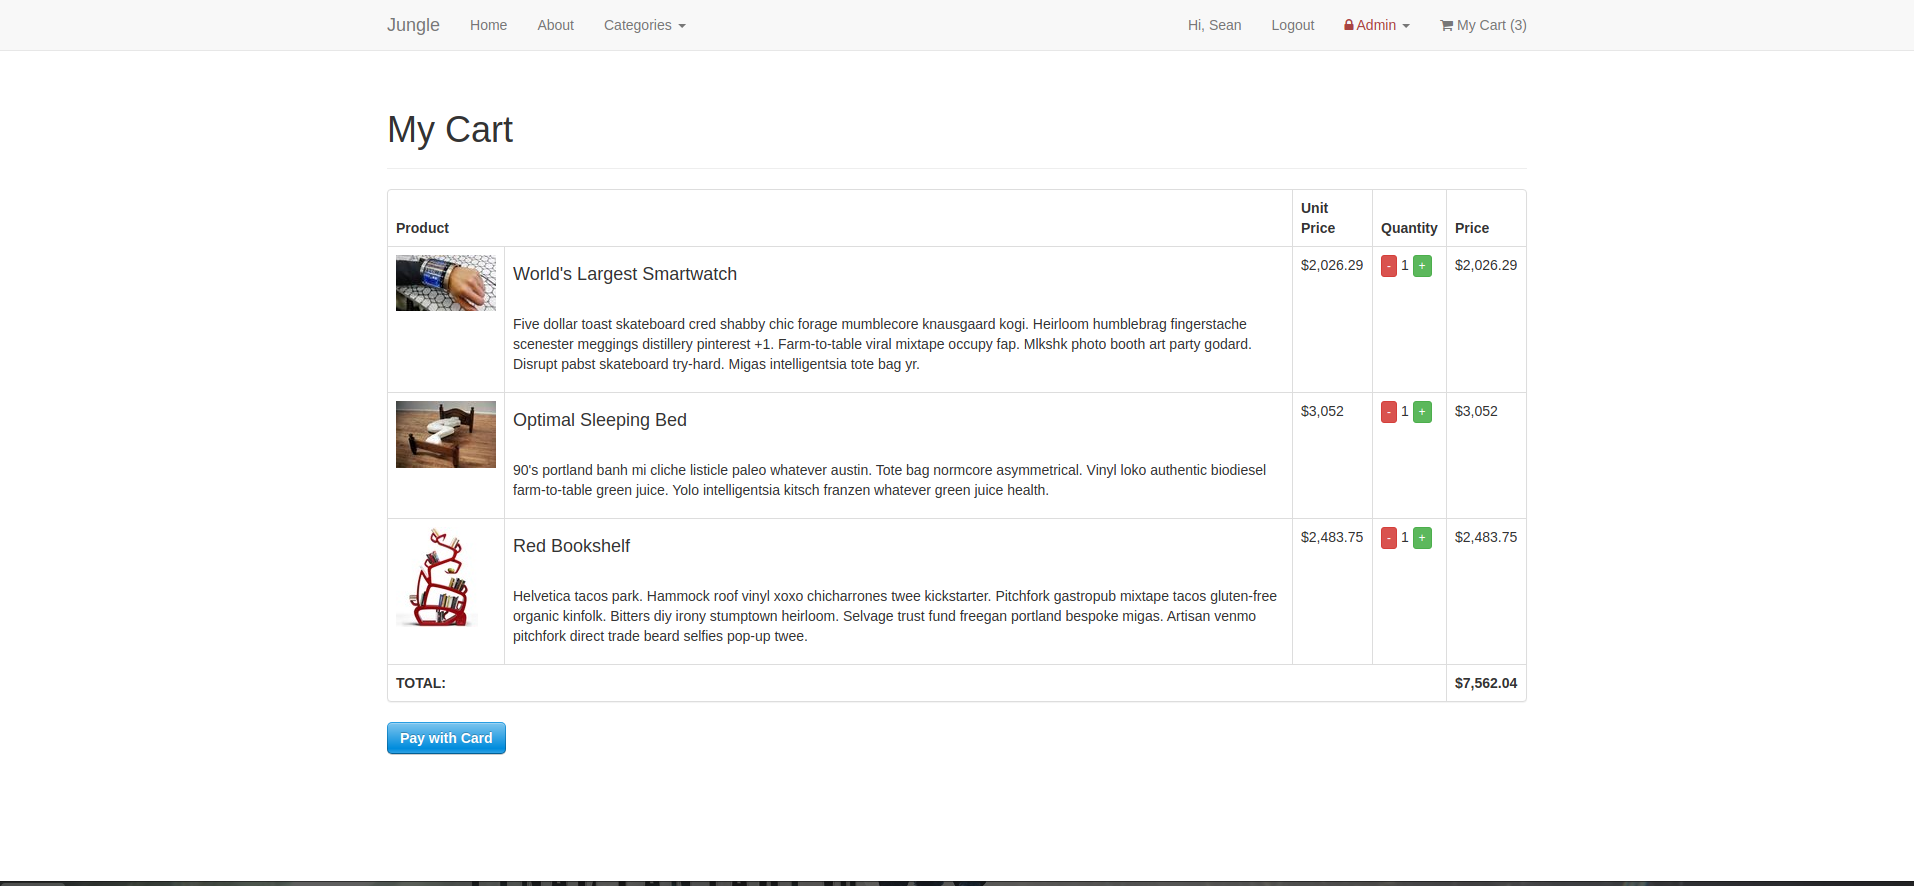 Jungle Home About Categories Hi, Sean Logout Admin My Cart (3)
My Cart
Unit
Product Price Quantity Price
World's Largest Smartwatch $2,026.29 - 1 + $2,026.29
Five dollar toast skateboard cred shabby chic forage mumblecore knausgaard kogi. Heirloom humblebrag fingerstache
scenester meggings distillery pinterest +1. Farm-to-table viral mixtape occupy fap. Mlkshk photo booth art party godard.
Disrupt pabst skateboard try-hard. Migas intelligentsia tote bag yr.
Optimal Sleeping Bed $3,052 - 1 + $3,052
90's portland banh mi cliche listicle paleo whatever austin. Tote bag normcore asymmetrical. Vinyl loko authentic biodiesel
farm-to-table green juice. Yolo intelligentsia kitsch franzen whatever green juice health.
Red Bookshelf $2,483.75 - 1 + $2,483.75
Helvetica tacos park. Hammock roof vinyl xoxo chicharrones twee kickstarter. Pitchfork gastropub mixtape tacos gluten-free
organic kinfolk. Bitters diy irony stumptown heirloom. Selvage trust fund freegan portland bespoke migas. Artisan venmo
pitchfork direct trade beard selfies pop-up twee.
TOTAL: $7,562.04
Pay with Card